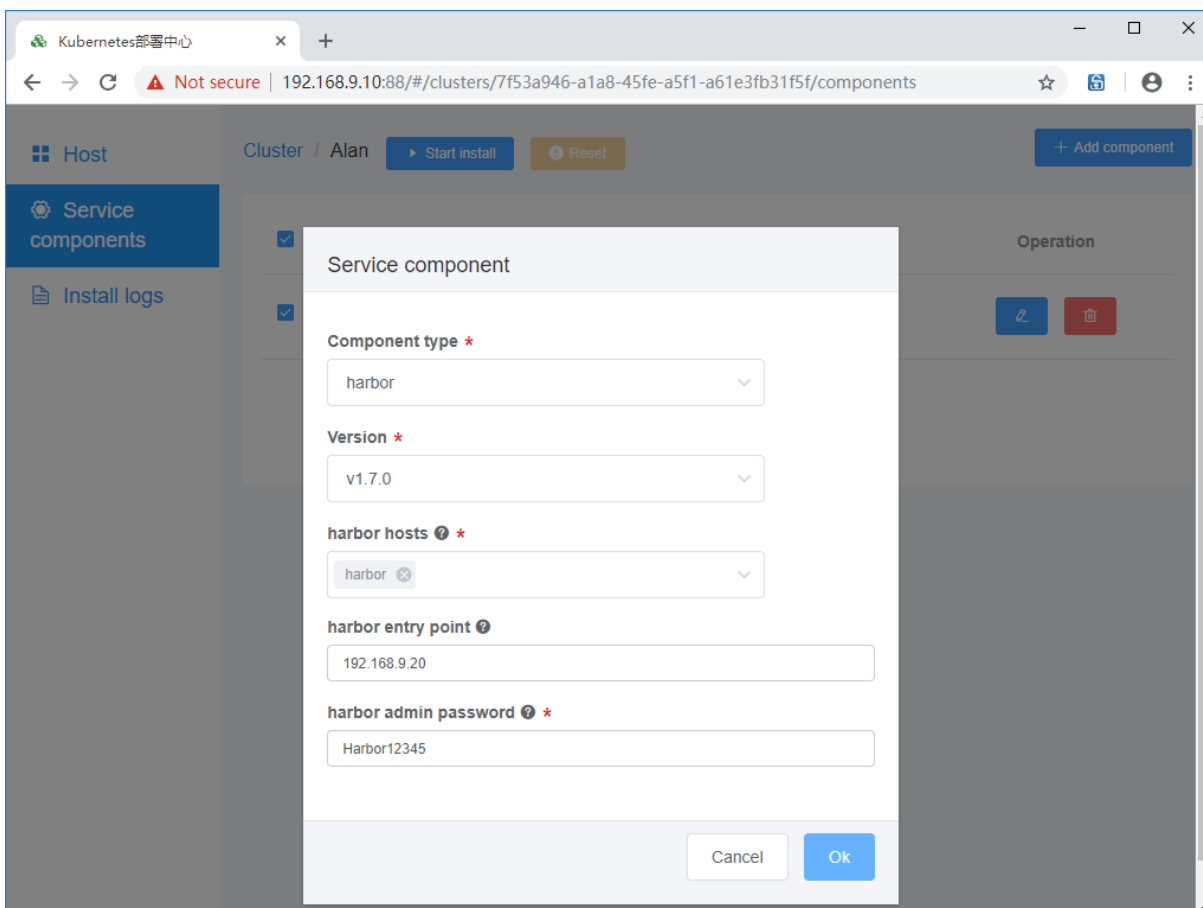 Kubernetes部署中心
Not secure | 192.168.9.10:88/#/clusters/7f53a946-a1a8-45fe-a5f1-a61e3fb31f5f/components
Host
Service components
Install logs
Cluster / Alan
Start install
Reset
+ Add component
Operation
Service component
Component type *
harbor
Version *
v1.7.0
harbor hosts *
harbor
harbor entry point
192.168.9.20
harbor admin password *
Harbor12345
Cancel
Ok